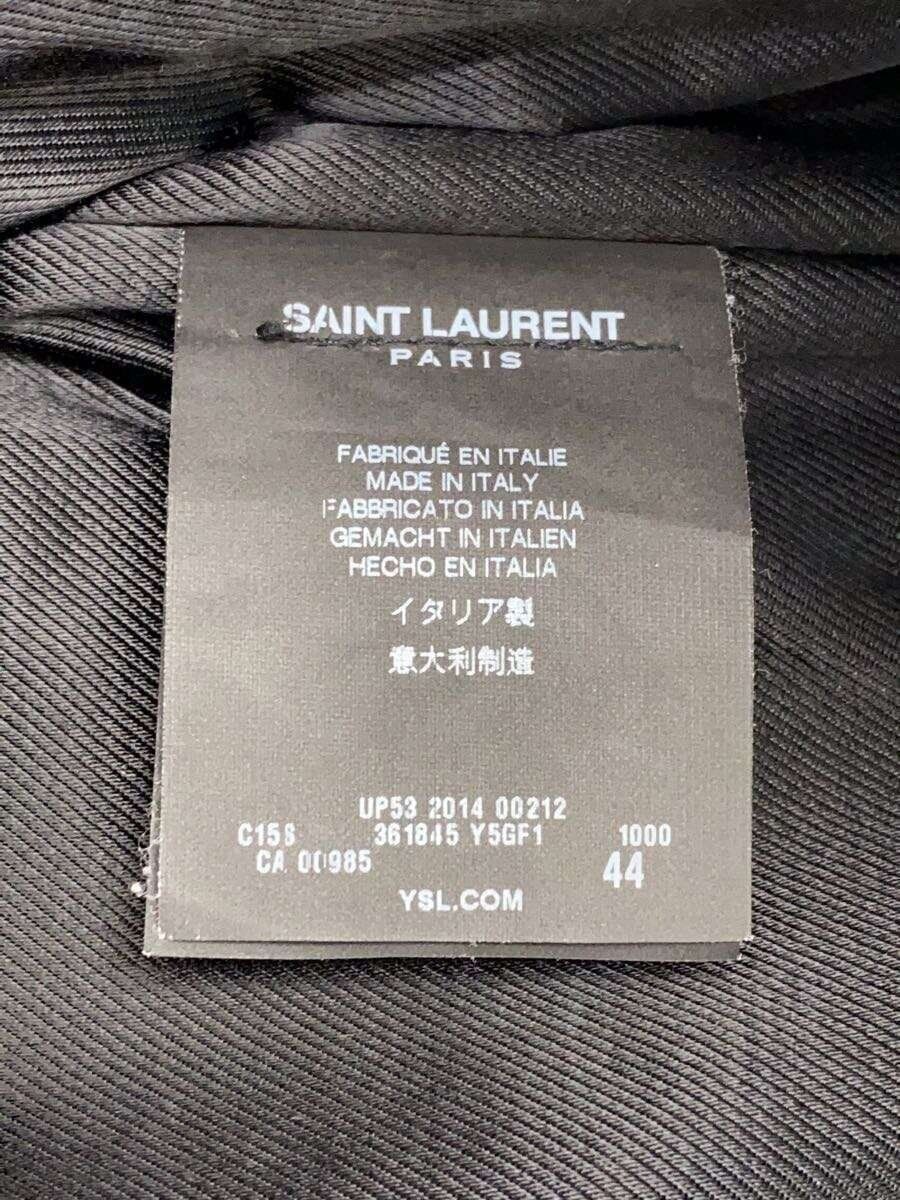 SAINT LAURENT
PARIS
FABRIQUÉ EN ITALIE
MADE IN ITALY
FABBRICATO IN ITALIA
GEMACHT IN ITALIEN
HECHO EN ITALIA
イタリア製
意大利制造
UP53 2014 00212
C158 361845 Y5GF1 1000
CA 00985 44
YSL.COM